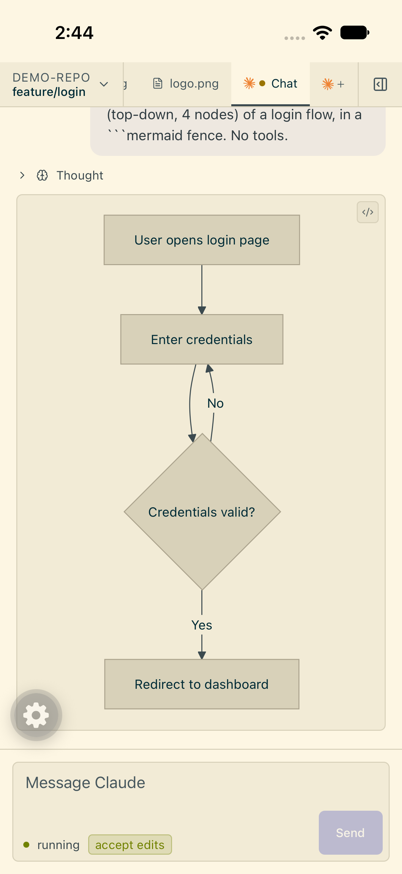 2:44
DEMO-REPO
feature/login
logo.png
Chat
+
(top-down, 4 nodes) of a login flow, in a
```mermaid fence. No tools.
Thought
</>
User opens login page
Enter credentials
No
Credentials valid?
Yes
Redirect to dashboard
Message Claude
running
accept edits
Send